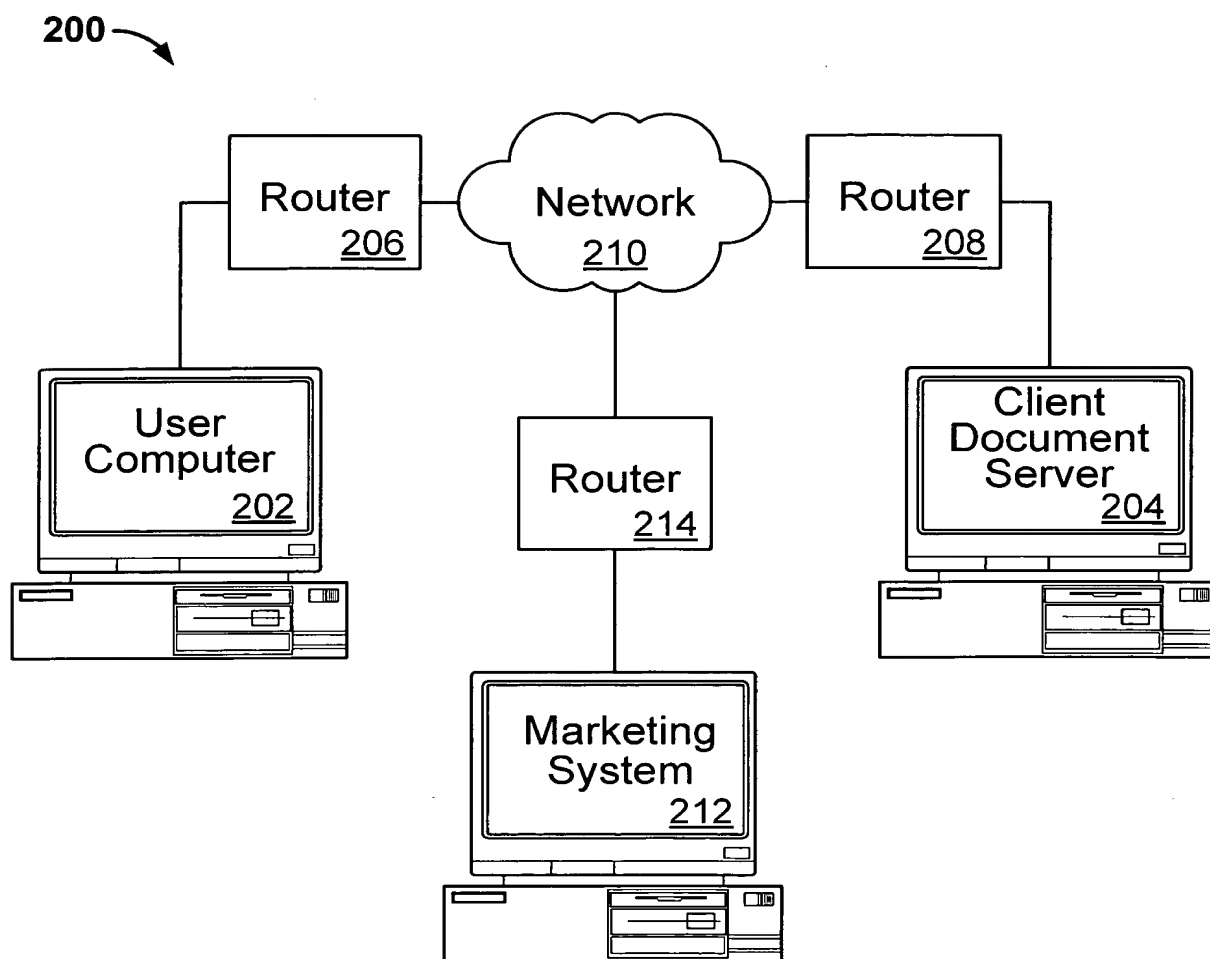 200
Router
206
Network
210
Router
208
User
Computer
202
Router
214
Client
Document
Server
204
Marketing
System
212